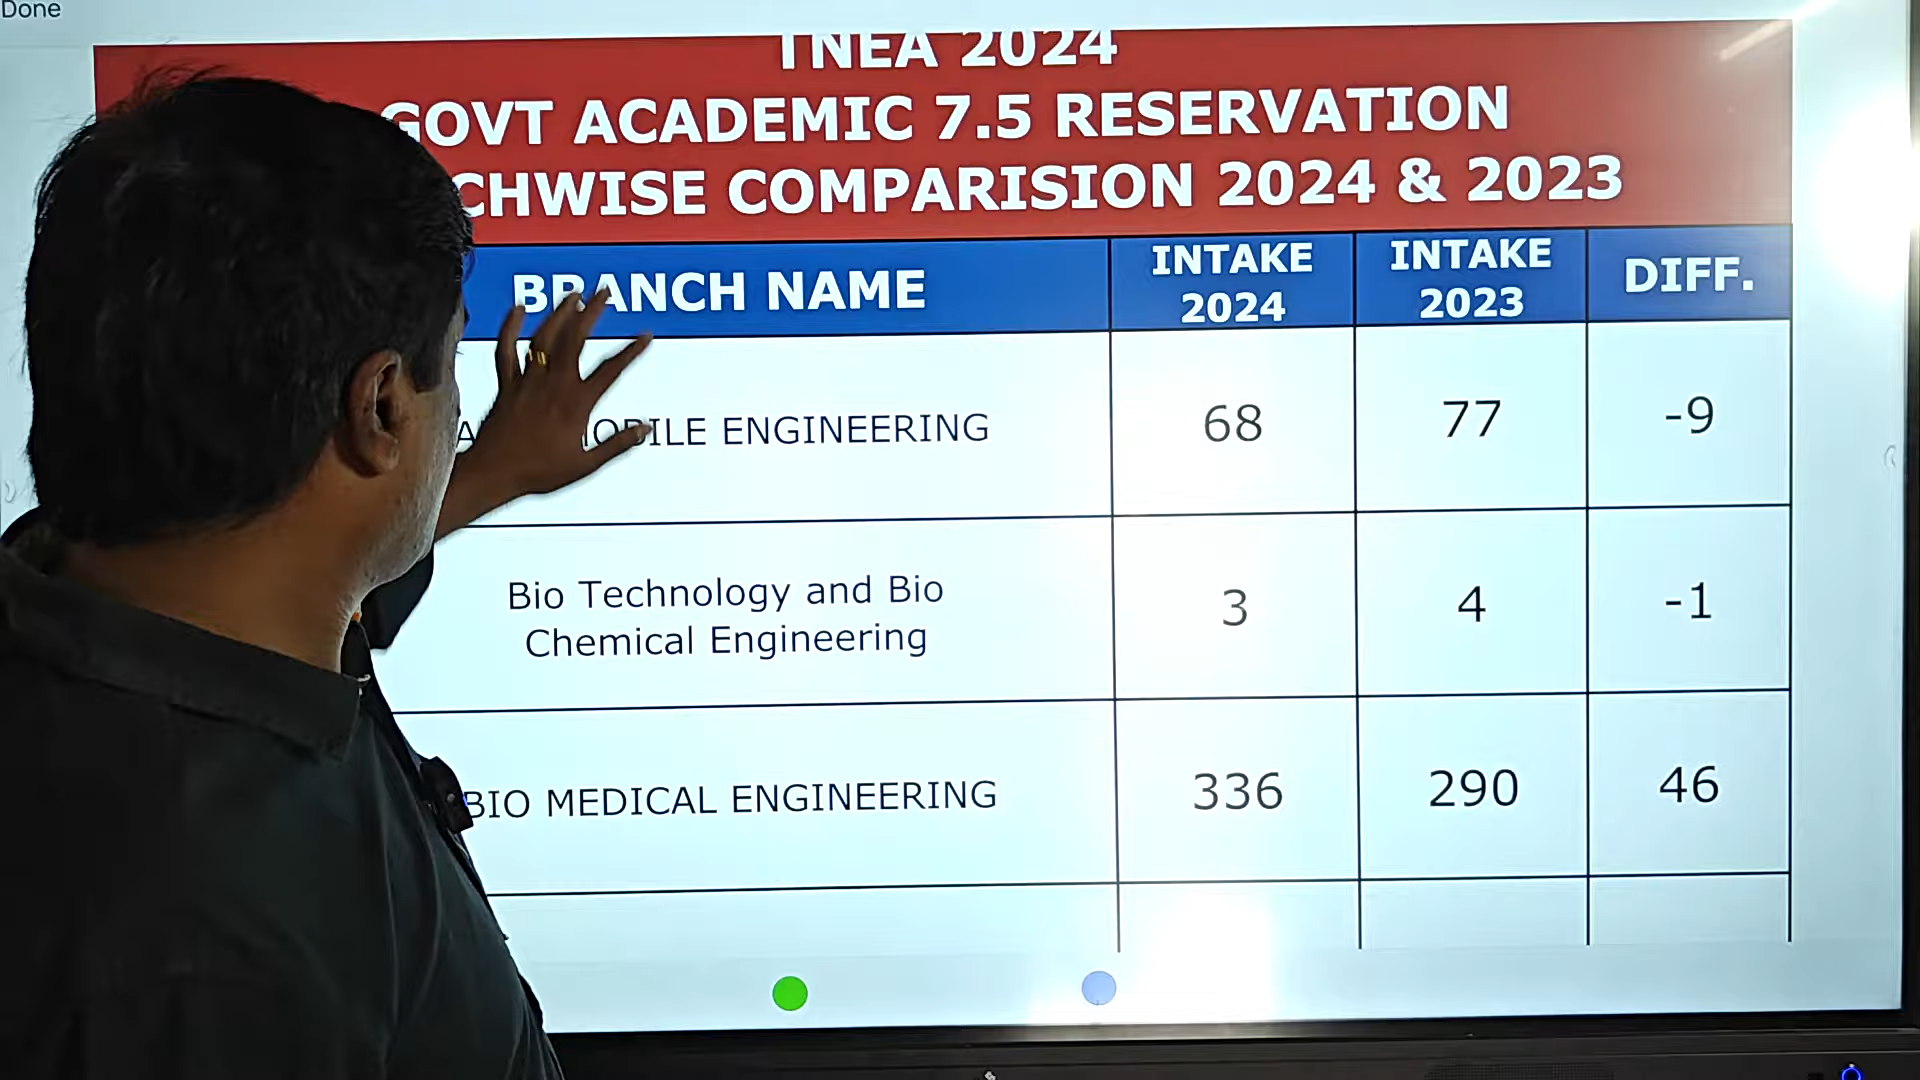 Done
TNEA 2024
GOVT ACADEMIC 7.5 RESERVATION
CHWISE COMPARISION 2024 & 2023
BRANCH NAME
INTAKE
2024
INTAKE
2023
DIFF.
ENGINEERING
68
77
-9
Bio Technology and Bio
Chemical Engineering
3
4
-1
BIO MEDICAL ENGINEERING
336
290
46